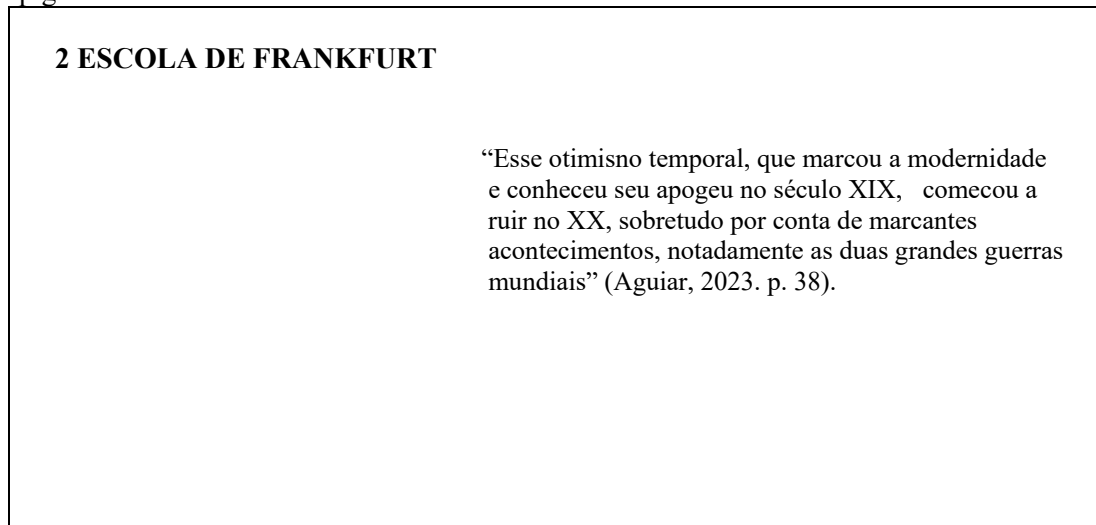 2 ESCOLA DE FRANKFURT
“Esse otimisno temporal, que marcou a modernidade
e conheceu seu apogeu no século XIX, comecou a
ruir no XX, sobretudo por conta de marcantes
acontecimentos, notadamente as duas grandes guerras
mundiais” (Aguiar, 2023. p. 38).